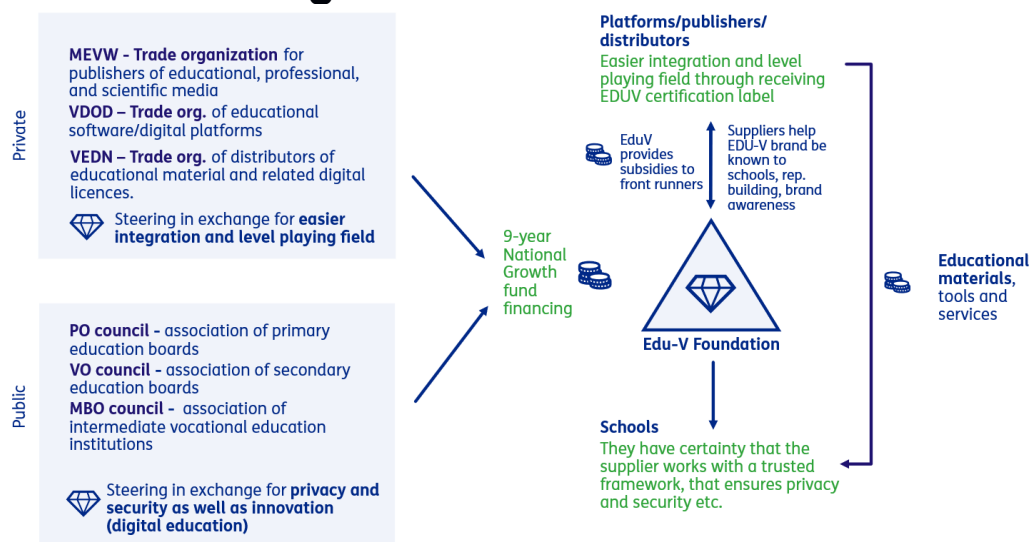 Private
MEVW - Trade organization for
publishers of educational, professional,
and scientific media
VDOD – Trade org. of educational
software/digital platforms
VEDN – Trade org. of distributors of
educational material and related digital
licences.
Steering in exchange for easier
integration and level playing field
Public
PO council - association of primary
education boards
VO council - association of secondary
education boards
MBO council - association of
intermediate vocational education
institutions
Steering in exchange for privacy and
security as well as innovation
(digital education)
9-year
National
Growth
fund
financing
Platforms/publishers/
distributors
Easier integration and level
playing field through receiving
EDUV certification label
EduV
provides
subsidies to
front runners
Suppliers help
EDU-V brand be
known to
schools, rep.
building, brand
awareness
Edu-V Foundation
Schools
They have certainty that the
supplier works with a trusted
framework, that ensures privacy
and security etc.
Educational
materials,
tools and
services